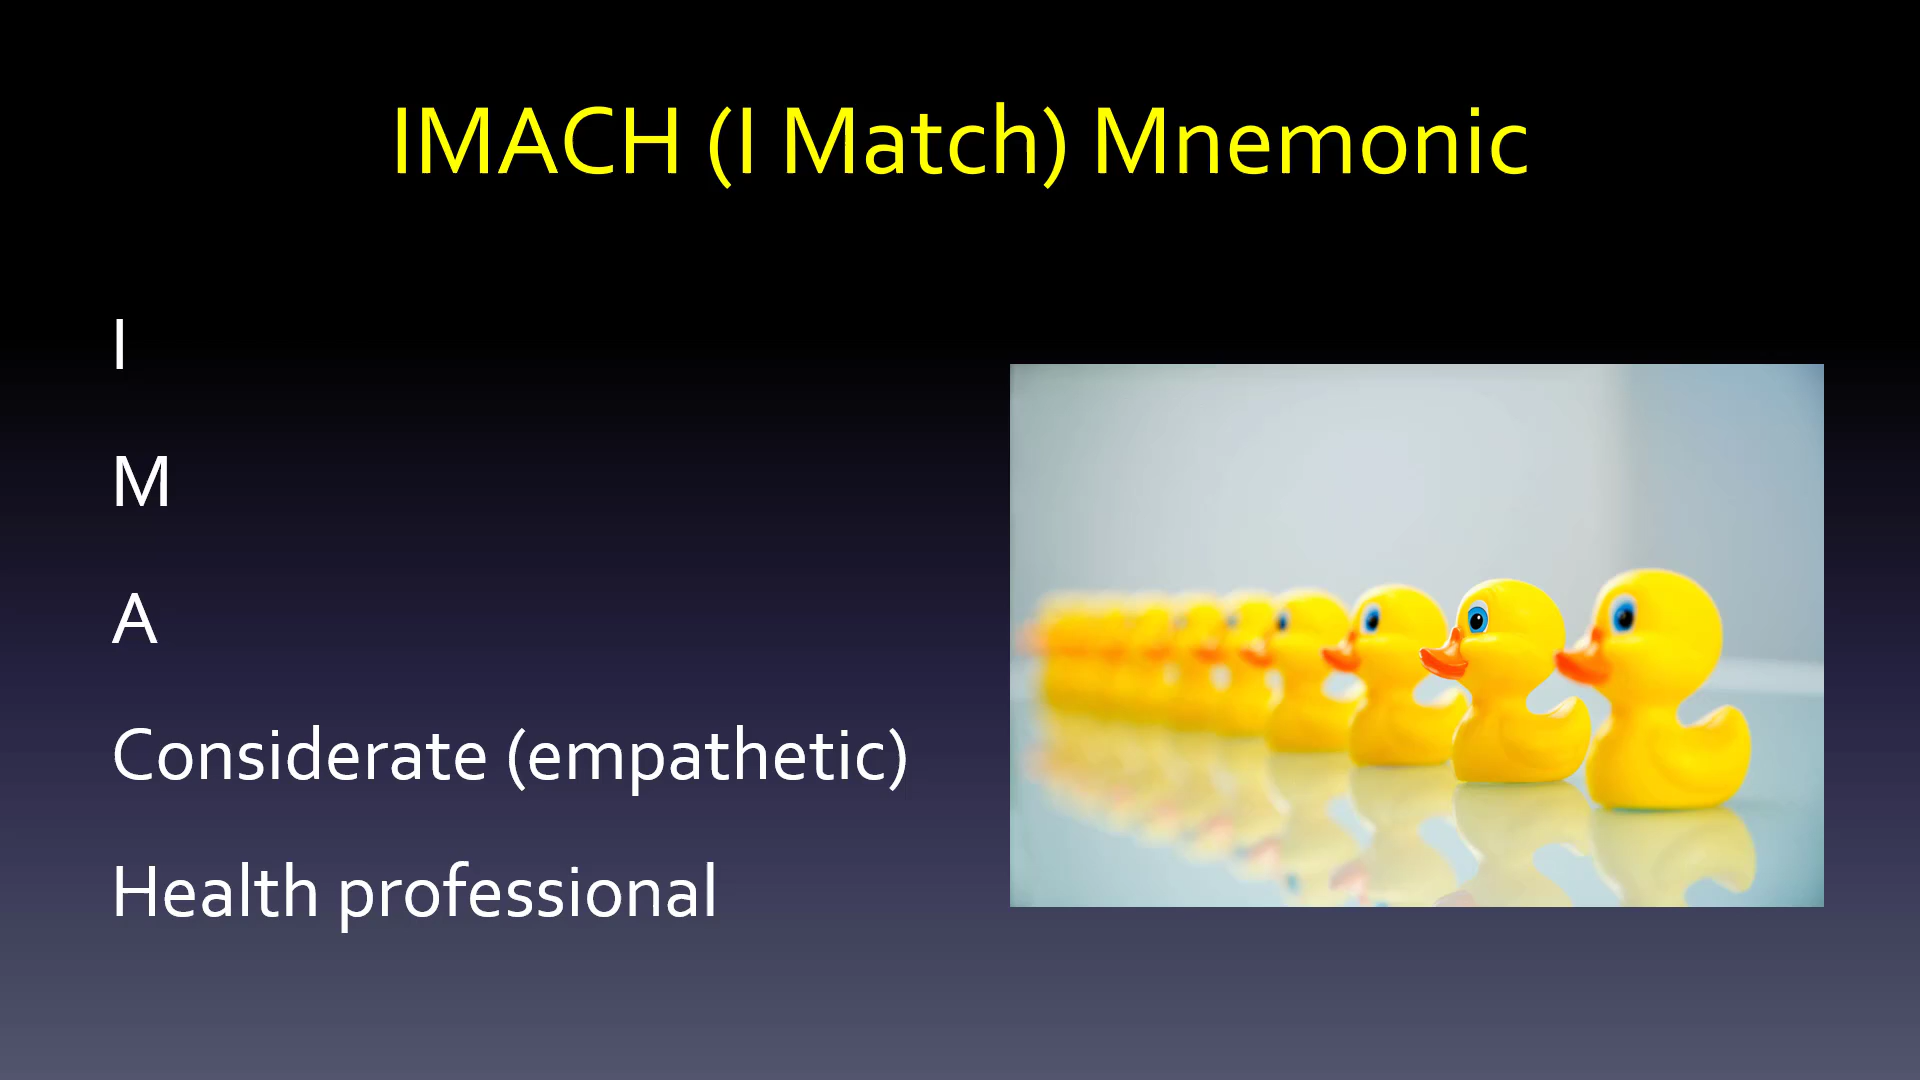 IMACH (I Match) Mnemonic
I
M
A
Considerate (empathetic)
Health professional